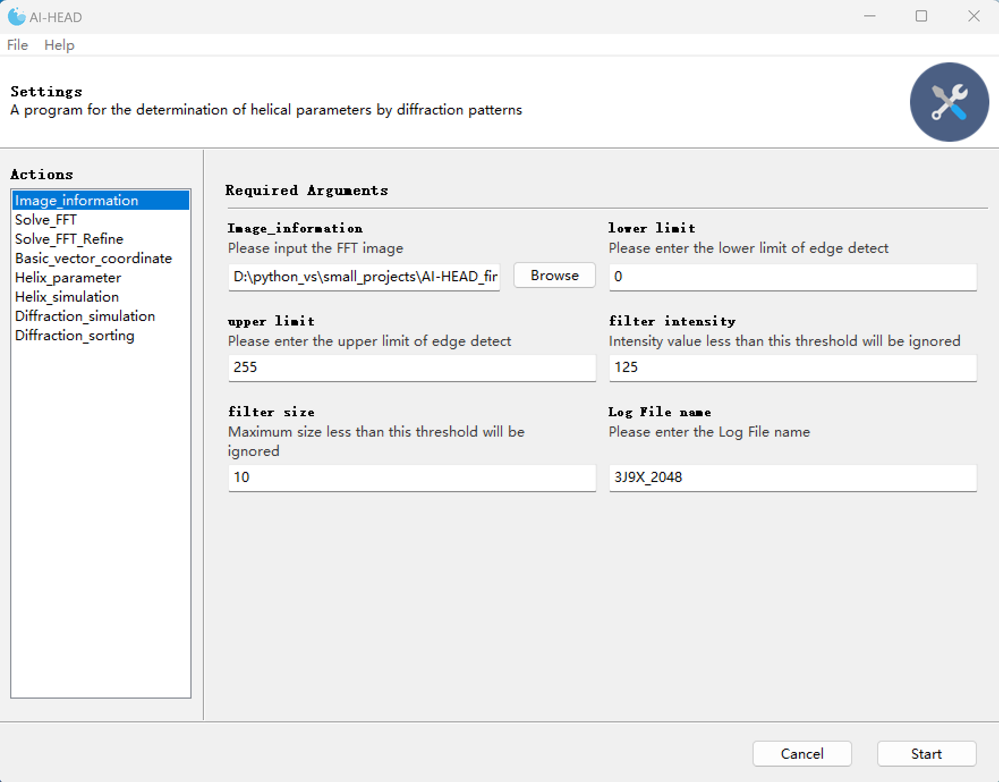 AI-HEAD
File Help
Settings
A program for the determination of helical parameters by diffraction patterns
Actions
Image_information
Solve_FFT
Solve_FFT_Refine
Basic_vector_coordinate
Helix_parameter
Helix_simulation
Diffraction_simulation
Diffraction_sorting
Required Arguments
Image_information
Please input the FFT image
D:\python_vs\small_projects\AI-HEAD_fir
Browse
lower limit
Please enter the lower limit of edge detect
0
upper limit
Please enter the upper limit of edge detect
255
filter intensity
Intensity value less than this threshold will be ignored
125
filter size
Maximum size less than this threshold will be
ignored
10
Log File name
Please enter the Log File name
3J9X_2048
Cancel
Start